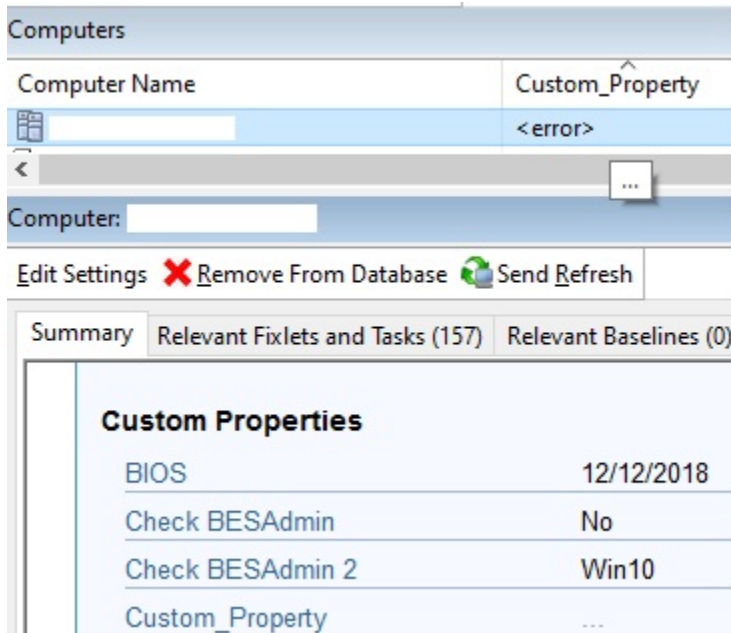 Computers
Computer Name Custom_Property
<error>
...
Computer:
Edit Settings Remove From Database Send Refresh
Summary Relevant Fixlets and Tasks (157) Relevant Baselines (0)
Custom Properties
BIOS 12/12/2018
Check BESAdmin No
Check BESAdmin 2 Win10
Custom_Property ...